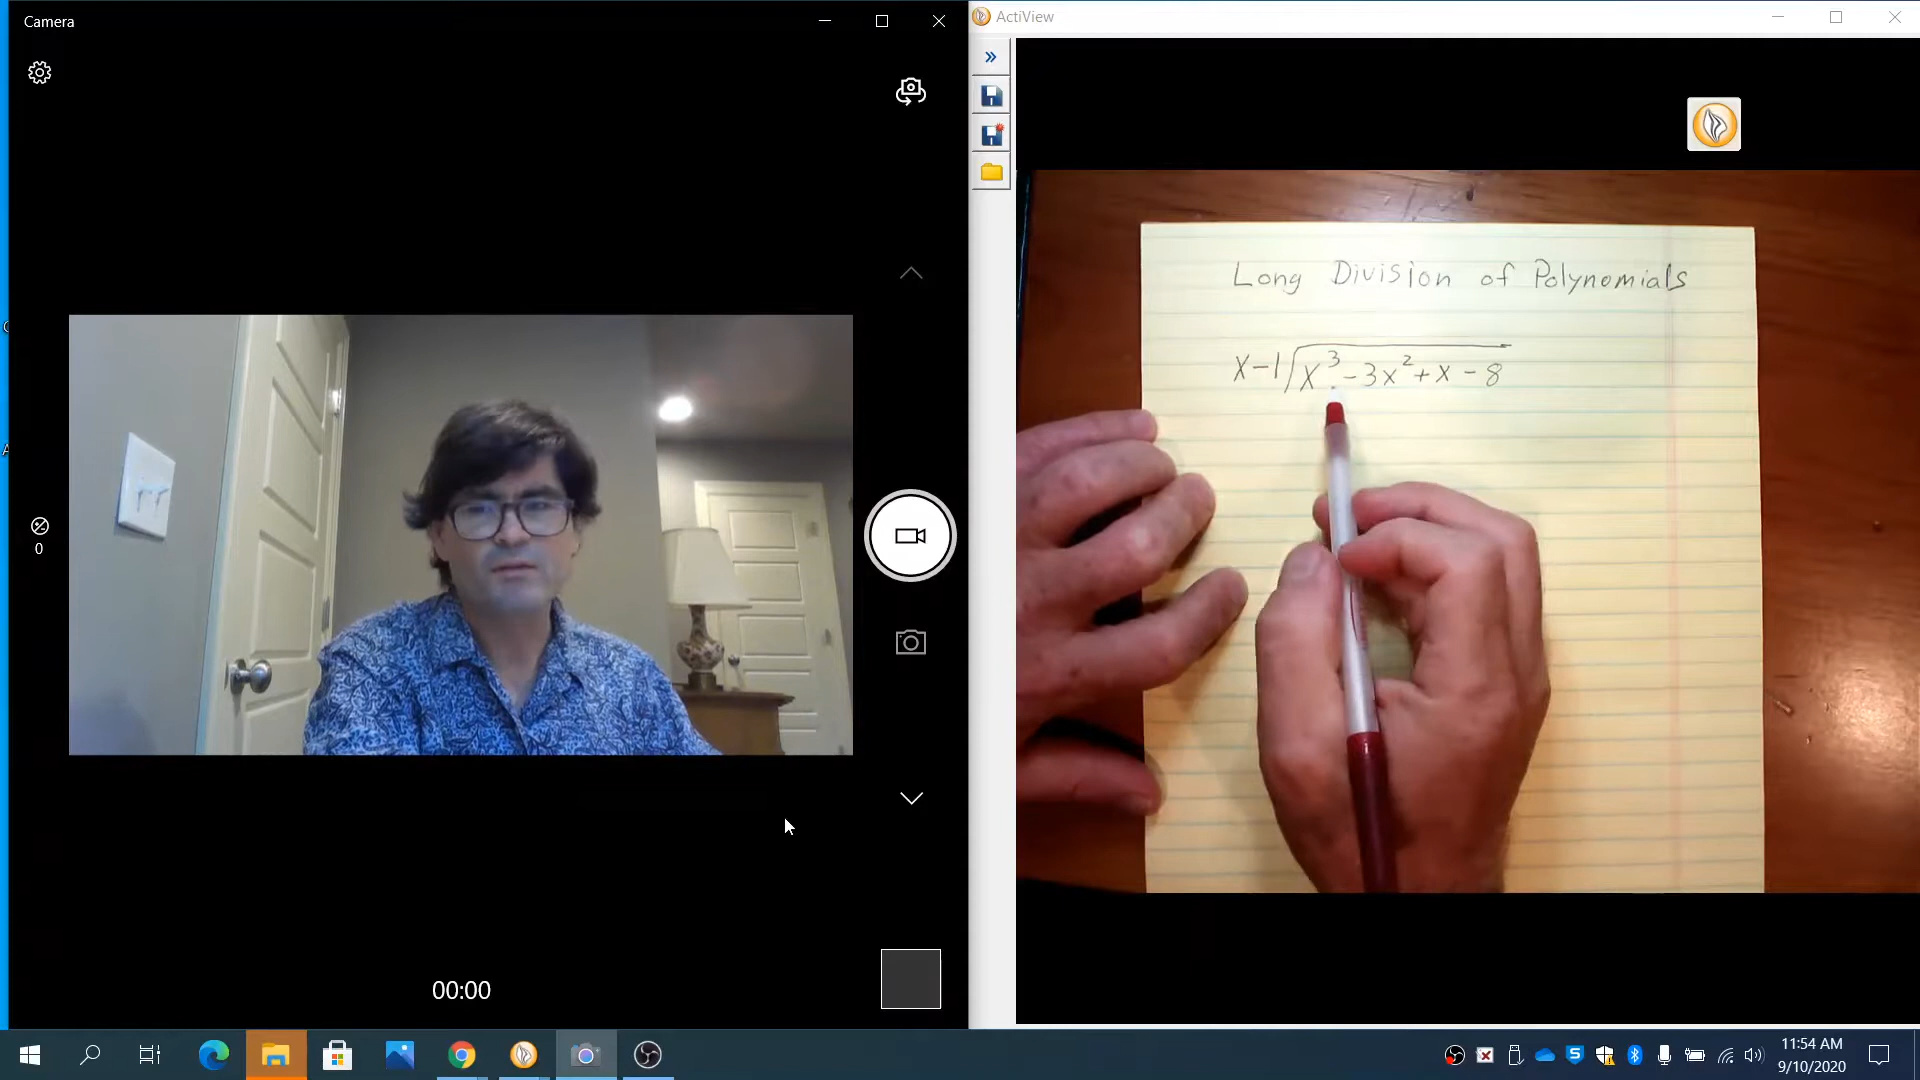 Camera
ActiView
0
00:00
Long Division of Polynomials
x-1 x³-3x²+x-8
11:54 AM
9/10/2020